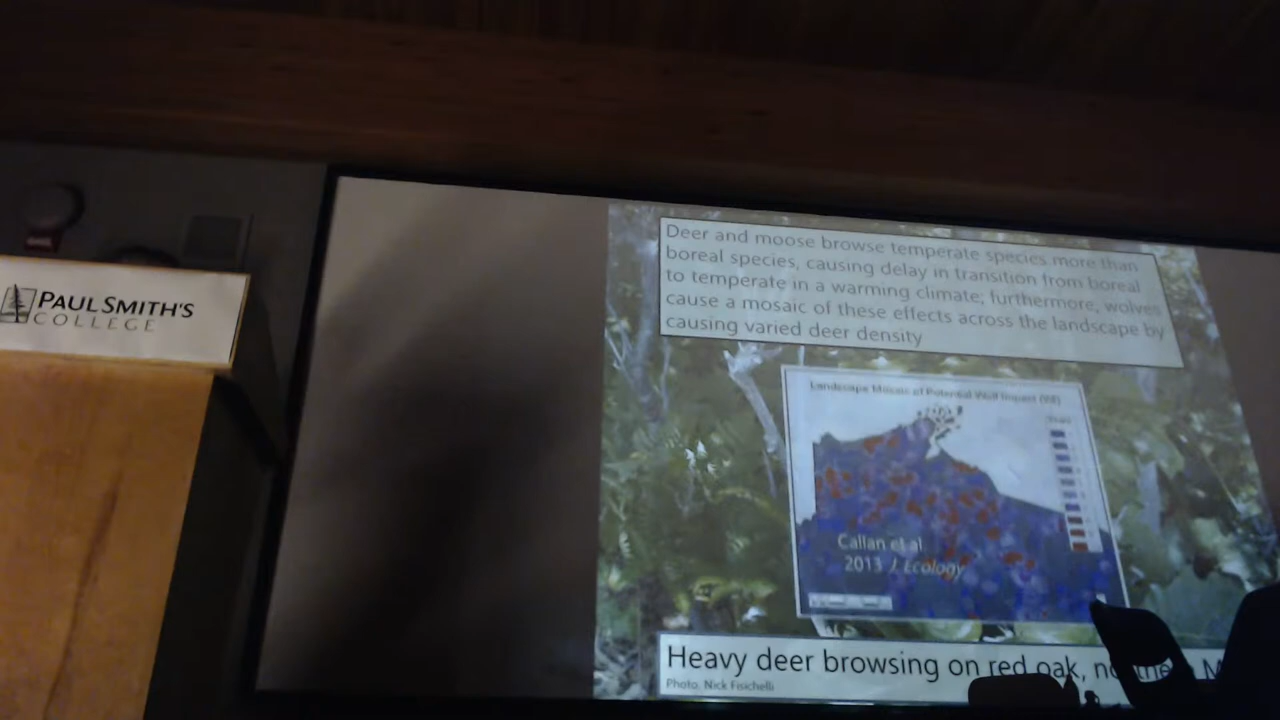 PAUL SMITH'S
COLLEGE
Deer and moose browse temperate species more than
boreal species, causing delay in transition from boreal
to temperate in a warming climate; furthermore, wolves
cause a mosaic of these effects across the landscape by
causing varied deer density
Landscape Mosaic of Potential Wolf Impact
Callan et al
2013 J. Ecology
Heavy deer browsing on red oak,
Photo: Nick Fisichelli